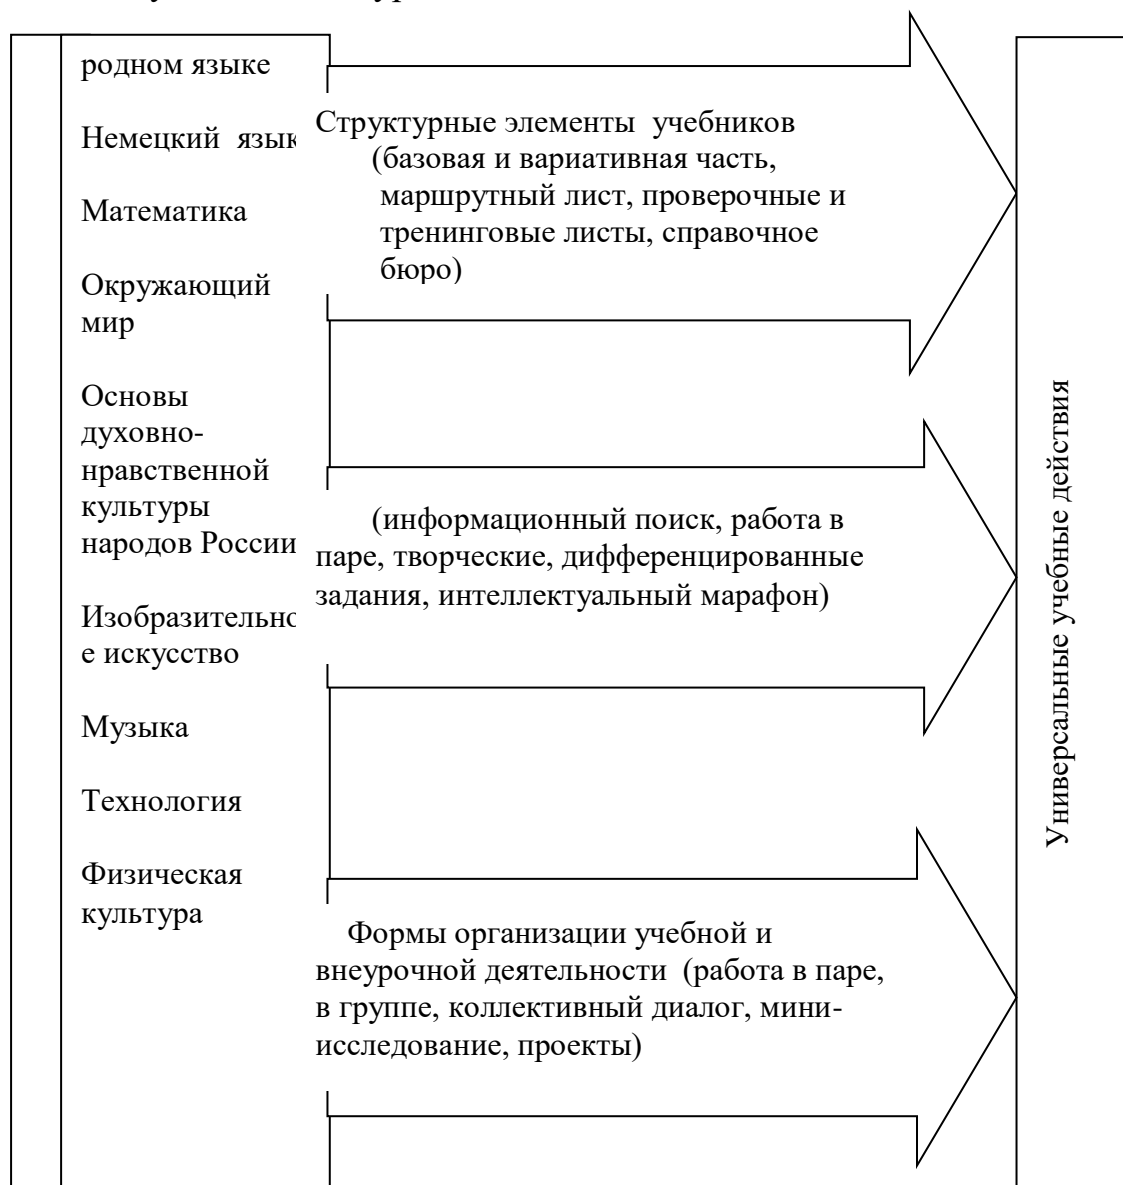 родном языке
Немецкий язык
Математика
Окружающий
мир
Основы
духовно-
нравственной
культуры
народов России
Изобразительно
е искусство
Музыка
Технология
Физическая
культура
Структурные элементы учебников
(базовая и вариативная часть,
маршрутный лист, проверочные и
тренинговые листы, справочное
бюро)
(информационный поиск, работа в
паре, творческие, дифференцированные
задания, интеллектуальный марафон)
Формы организации учебной и
внеурочной деятельности (работа в паре,
в группе, коллективный диалог, мини-
исследование, проекты)
Универсальные учебные действия